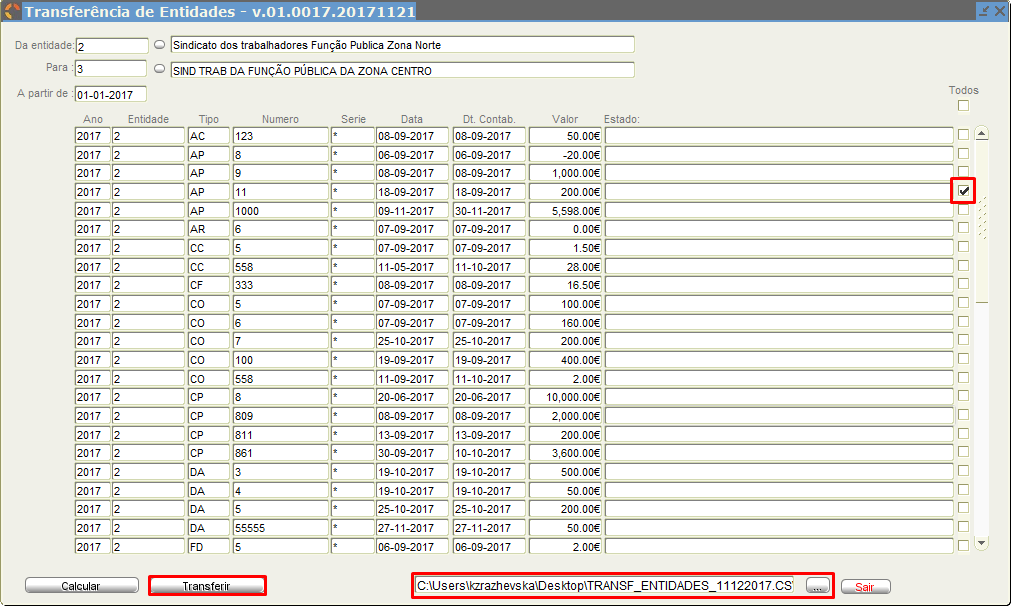 Transferência de Entidades - v.01.0017.20171121
Da entidade: 2 Sindicato dos trabalhadores Função Publica Zona Norte
Para : 3 SIND TRAB DA FUNÇÃO PÚBLICA DA ZONA CENTRO
A partir de : 01-01-2017
Todos
Ano Entidade Tipo Numero Serie Data Dt. Contab. Valor Estado:
2017 2 AC 123 * 08-09-2017 08-09-2017 50.00€
2017 2 AP 8 * 06-09-2017 06-09-2017 -20.00€
2017 2 AP 9 * 08-09-2017 08-09-2017 1,000.00€
2017 2 AP 11 * 18-09-2017 18-09-2017 200.00€
2017 2 AP 1000 * 09-11-2017 30-11-2017 5,598.00€
2017 2 AR 6 * 07-09-2017 07-09-2017 0.00€
2017 2 CC 5 * 07-09-2017 07-09-2017 1.50€
2017 2 CC 558 * 11-05-2017 11-10-2017 28.00€
2017 2 CF 333 * 08-09-2017 08-09-2017 16.50€
2017 2 CO 5 * 07-09-2017 07-09-2017 100.00€
2017 2 CO 6 * 07-09-2017 07-09-2017 160.00€
2017 2 CO 7 * 25-10-2017 25-10-2017 200.00€
2017 2 CO 100 * 19-09-2017 19-09-2017 400.00€
2017 2 CO 558 * 11-09-2017 11-10-2017 2.00€
2017 2 CP 8 * 20-06-2017 20-06-2017 10,000.00€
2017 2 CP 809 * 08-09-2017 08-09-2017 2,000.00€
2017 2 CP 811 * 13-09-2017 13-09-2017 200.00€
2017 2 CP 861 * 30-09-2017 10-10-2017 3,600.00€
2017 2 DA 3 * 19-10-2017 19-10-2017 500.00€
2017 2 DA 4 * 19-10-2017 19-10-2017 50.00€
2017 2 DA 5 * 25-10-2017 25-10-2017 200.00€
2017 2 DA 55555 * 27-11-2017 27-11-2017 50.00€
2017 2 FD 5 * 06-09-2017 06-09-2017 2.00€
Calcular Transferir C:\Users\kzrazhevska\Desktop\TRANSF_ENTIDADES_11122017.CS ... Sair